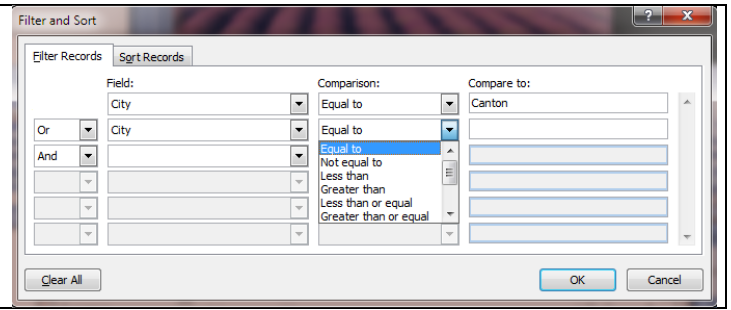 Filter and Sort
Filter Records Sort Records
Field: Comparison: Compare to:
City Equal to Canton
Or City Equal to
And Equal to
Not equal to
Less than
Greater than
Less than or equal
Greater than or equal
Clear All OK Cancel